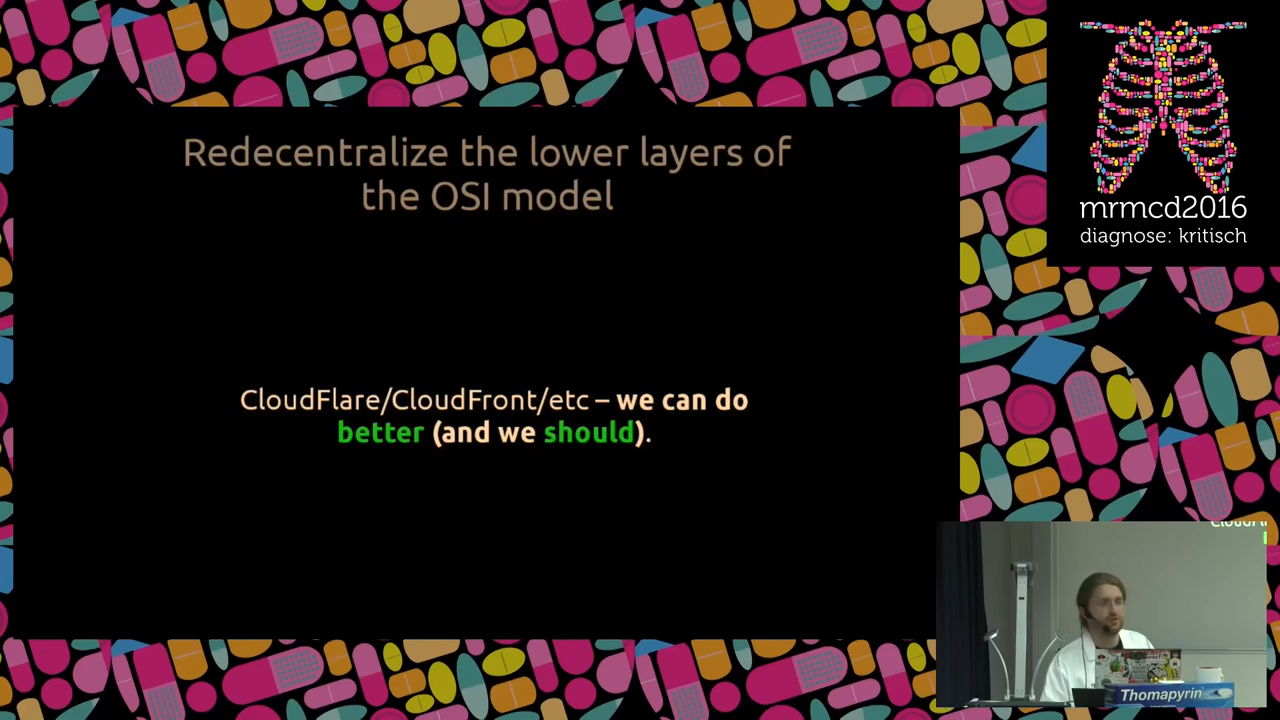 Redecentralize the lower layers of
the OSI model
CloudFlare/CloudFront/etc – we can do
better (and we should).
mrmcd2016
diagnose: kritisch
Thomapyrin